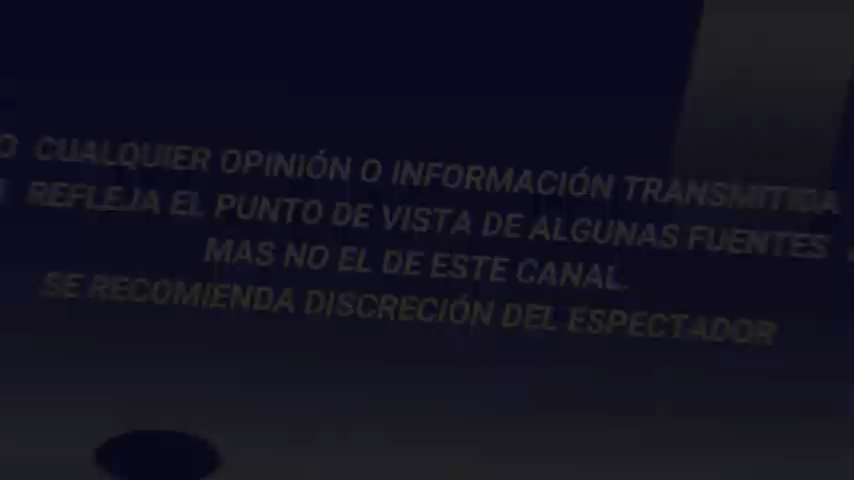 CUALQUIER OPINIÓN O INFORMACIÓN TRANSMITIDA
REFLEJA EL PUNTO DE VISTA DE ALGUNAS FUENTES
MAS NO EL DE ESTE CANAL.
SE RECOMIENDA DISCRECIÓN DEL ESPECTADOR